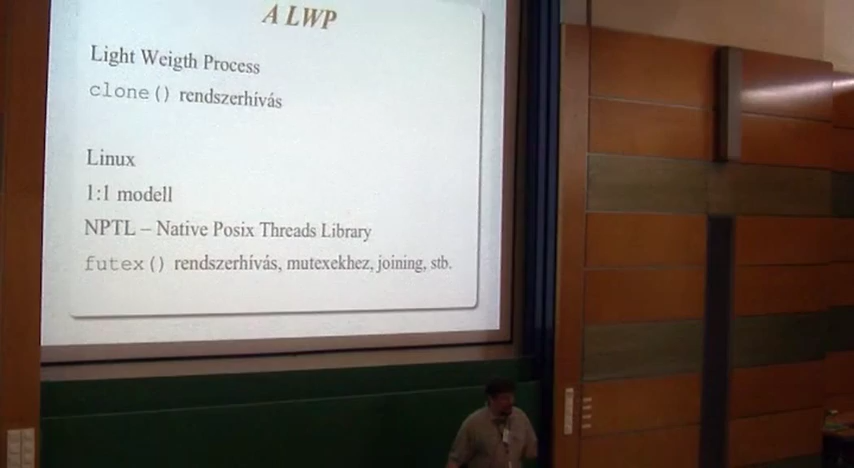 A LWP
Light Weigth Process
clone() rendszerhívás
Linux
1:1 modell
NPTL – Native Posix Threads Library
futex() rendszerhívás, mutexekhez, joining, stb.